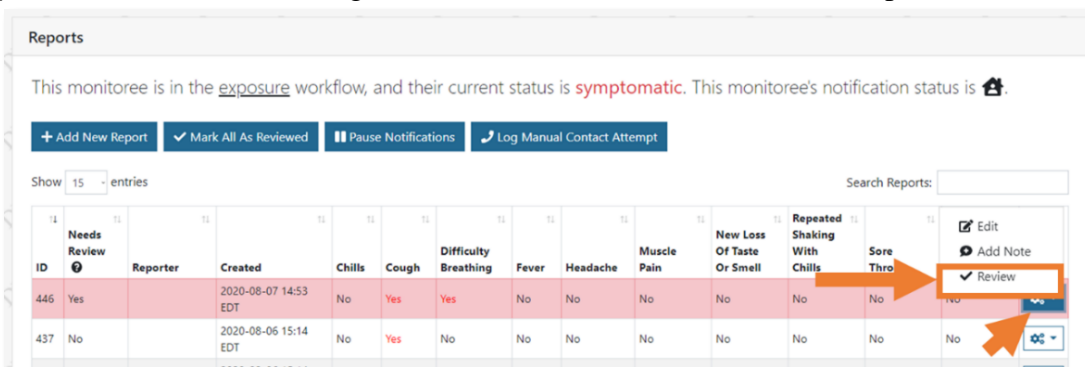 Reports
This monitoree is in the exposure workflow, and their current status is symptomatic. This monitoree's notification status is
+ Add New Report ✔ Mark All As Reviewed Pause Notifications Log Manual Contact Attempt
Show 15 entries Search Reports:
ID Needs Review Reporter Created Chills Cough Difficulty Breathing Fever Headache Muscle Pain New Loss Of Taste Or Smell Repeated Shaking With Chills Sore
Edit
Add Note
✔ Review
446 Yes 2020-08-07 14:53 EDT No Yes Yes No No No No No No No
437 No 2020-08-06 15:14 EDT No Yes No No No No No No No No